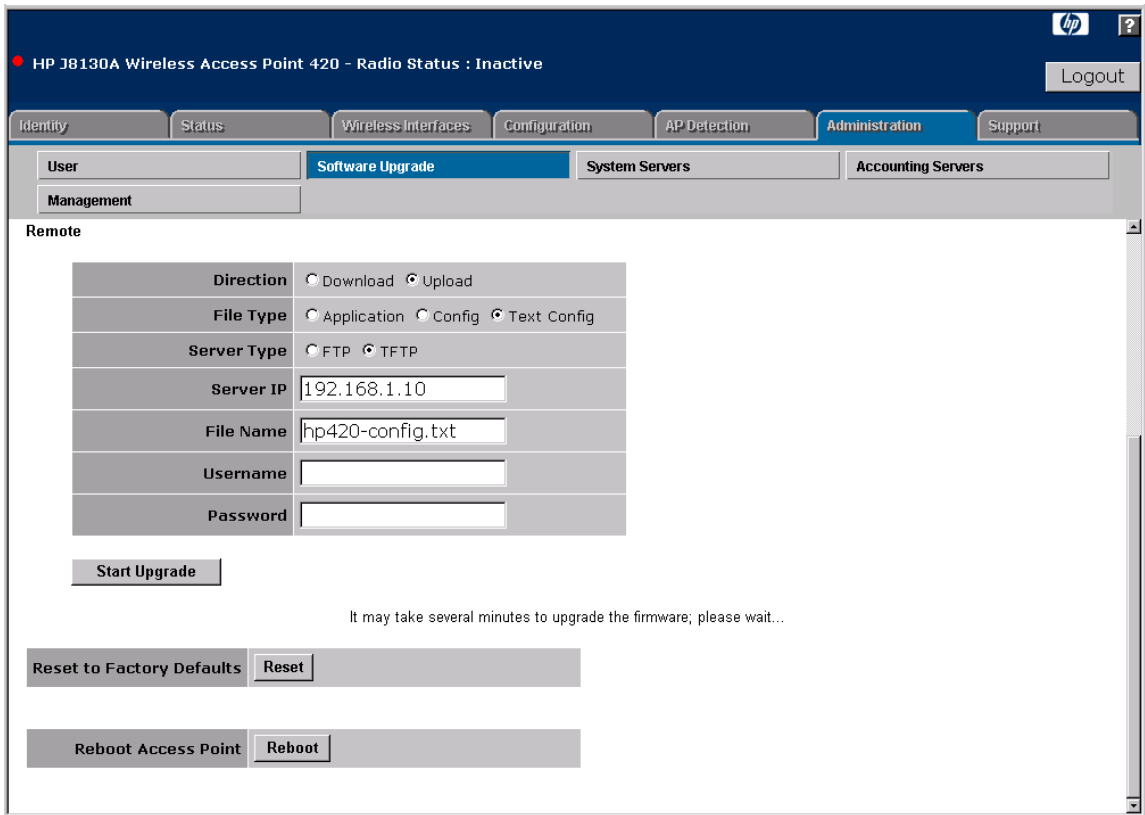 hp ?
HP J8130A Wireless Access Point 420 - Radio Status : Inactive
Logout
Identity Status Wireless Interfaces Configuration AP Detection Administration Support
User Software Upgrade System Servers Accounting Servers
Management
Remote
Direction Download Upload
File Type Application Config Text Config
Server Type FTP TFTP
Server IP 192.168.1.10
File Name hp420-config.txt
Username
Password
Start Upgrade
It may take several minutes to upgrade the firmware; please wait...
Reset to Factory Defaults Reset
Reboot Access Point Reboot